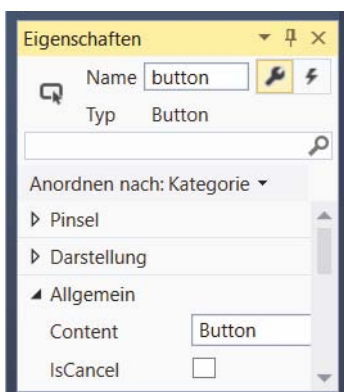 Eigenschaften
Name button
Typ Button
Anordnen nach: Kategorie
Pinsel
Darstellung
Allgemein
Content Button
IsCancel